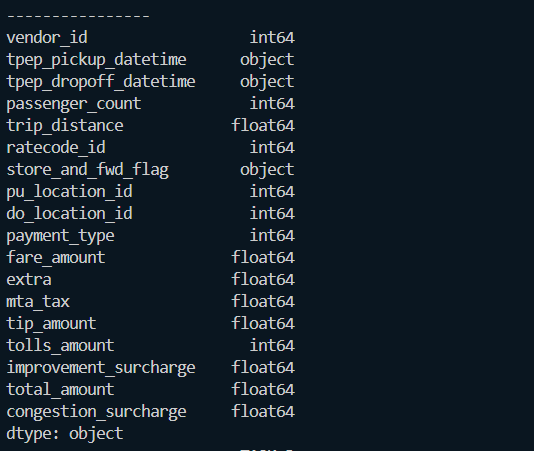 ----------------
vendor_id int64
tpep_pickup_datetime object
tpep_dropoff_datetime object
passenger_count int64
trip_distance float64
ratecode_id int64
store_and_fwd_flag object
pu_location_id int64
do_location_id int64
payment_type int64
fare_amount float64
extra float64
mta_tax float64
tip_amount float64
tolls_amount int64
improvement_surcharge float64
total_amount float64
congestion_surcharge float64
dtype: object